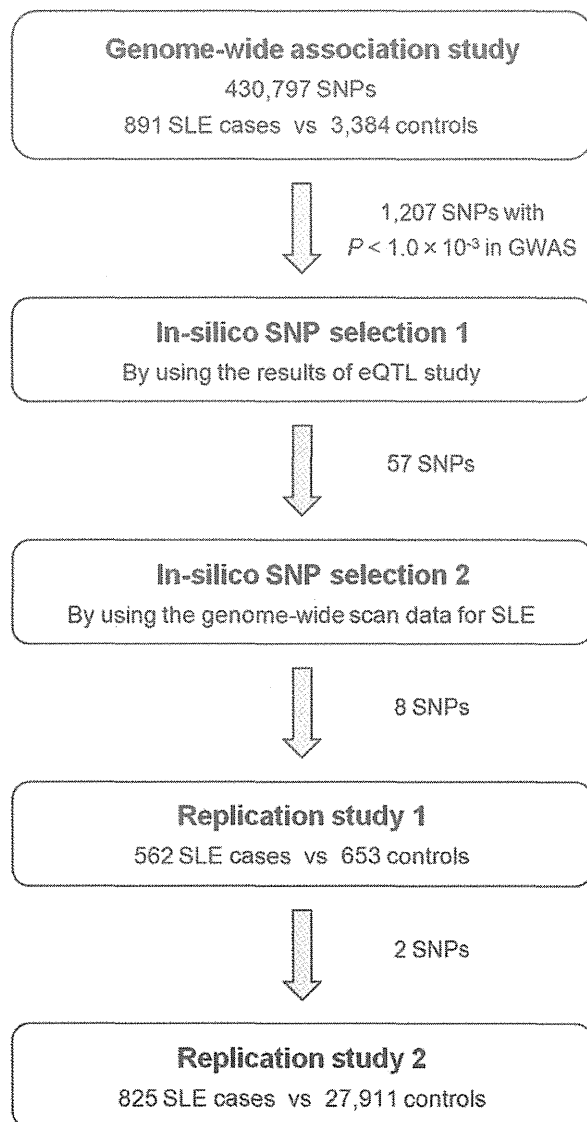 Genome-wide association study
430,797 SNPs
891 SLE cases vs 3,384 controls
1,207 SNPs with
P < 1.0 × 10⁻³ in GWAS
In-silico SNP selection 1
By using the results of eQTL study
57 SNPs
In-silico SNP selection 2
By using the genome-wide scan data for SLE
8 SNPs
Replication study 1
562 SLE cases vs 653 controls
2 SNPs
Replication study 2
825 SLE cases vs 27,911 controls